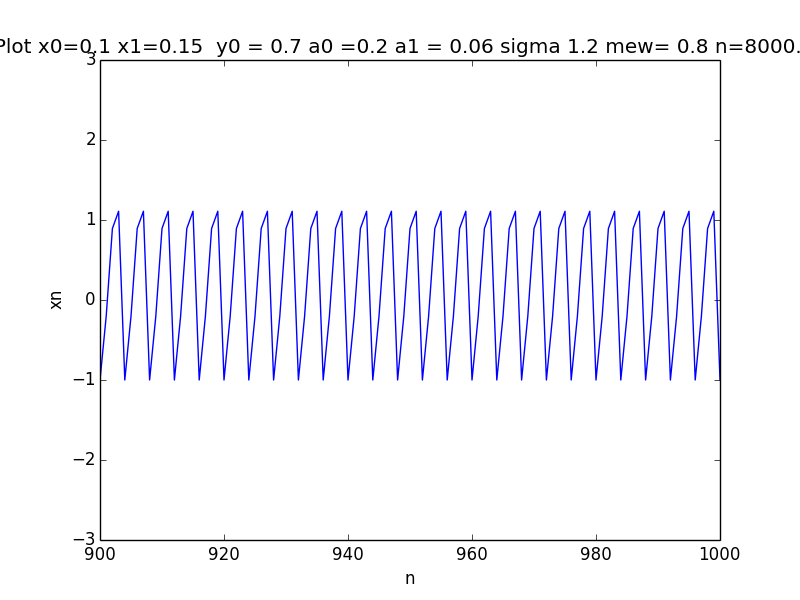 Plot x0=0.1 x1=0.15  y0 = 0.7 a0 =0.2 a1 = 0.06 sigma 1.2 mew= 0.8 n=8000.
3
2
1
0
−1
−2
−3
xn
900 920 940 960 980 1000
n